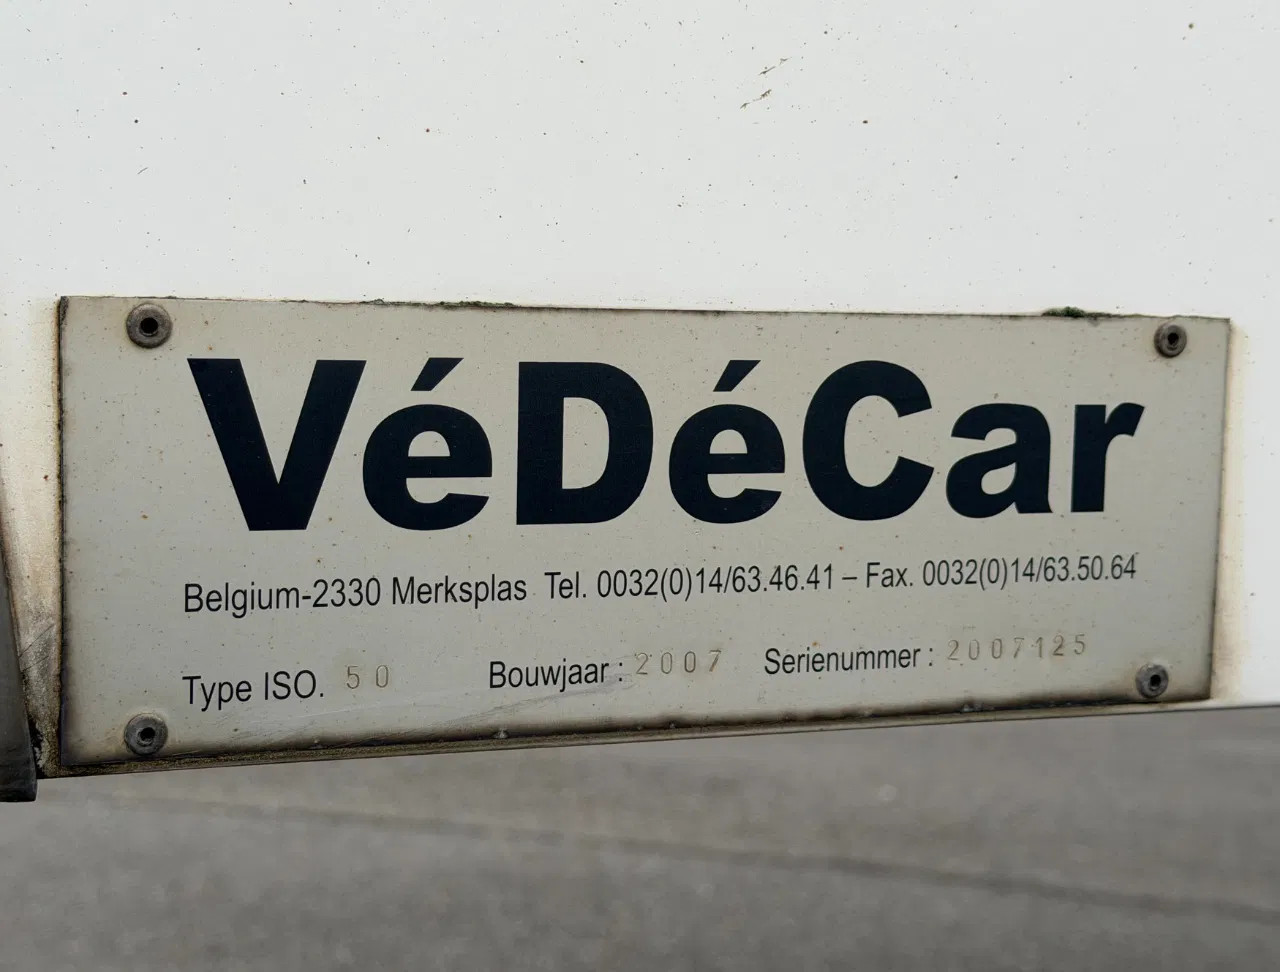 VéDéCar
Belgium-2330 Merksplas Tel. 0032(0)14/63.46.41 – Fax. 0032(0)14/63.50.64
Type ISO. 50 Bouwjaar : 2007 Serienummer : 2007125